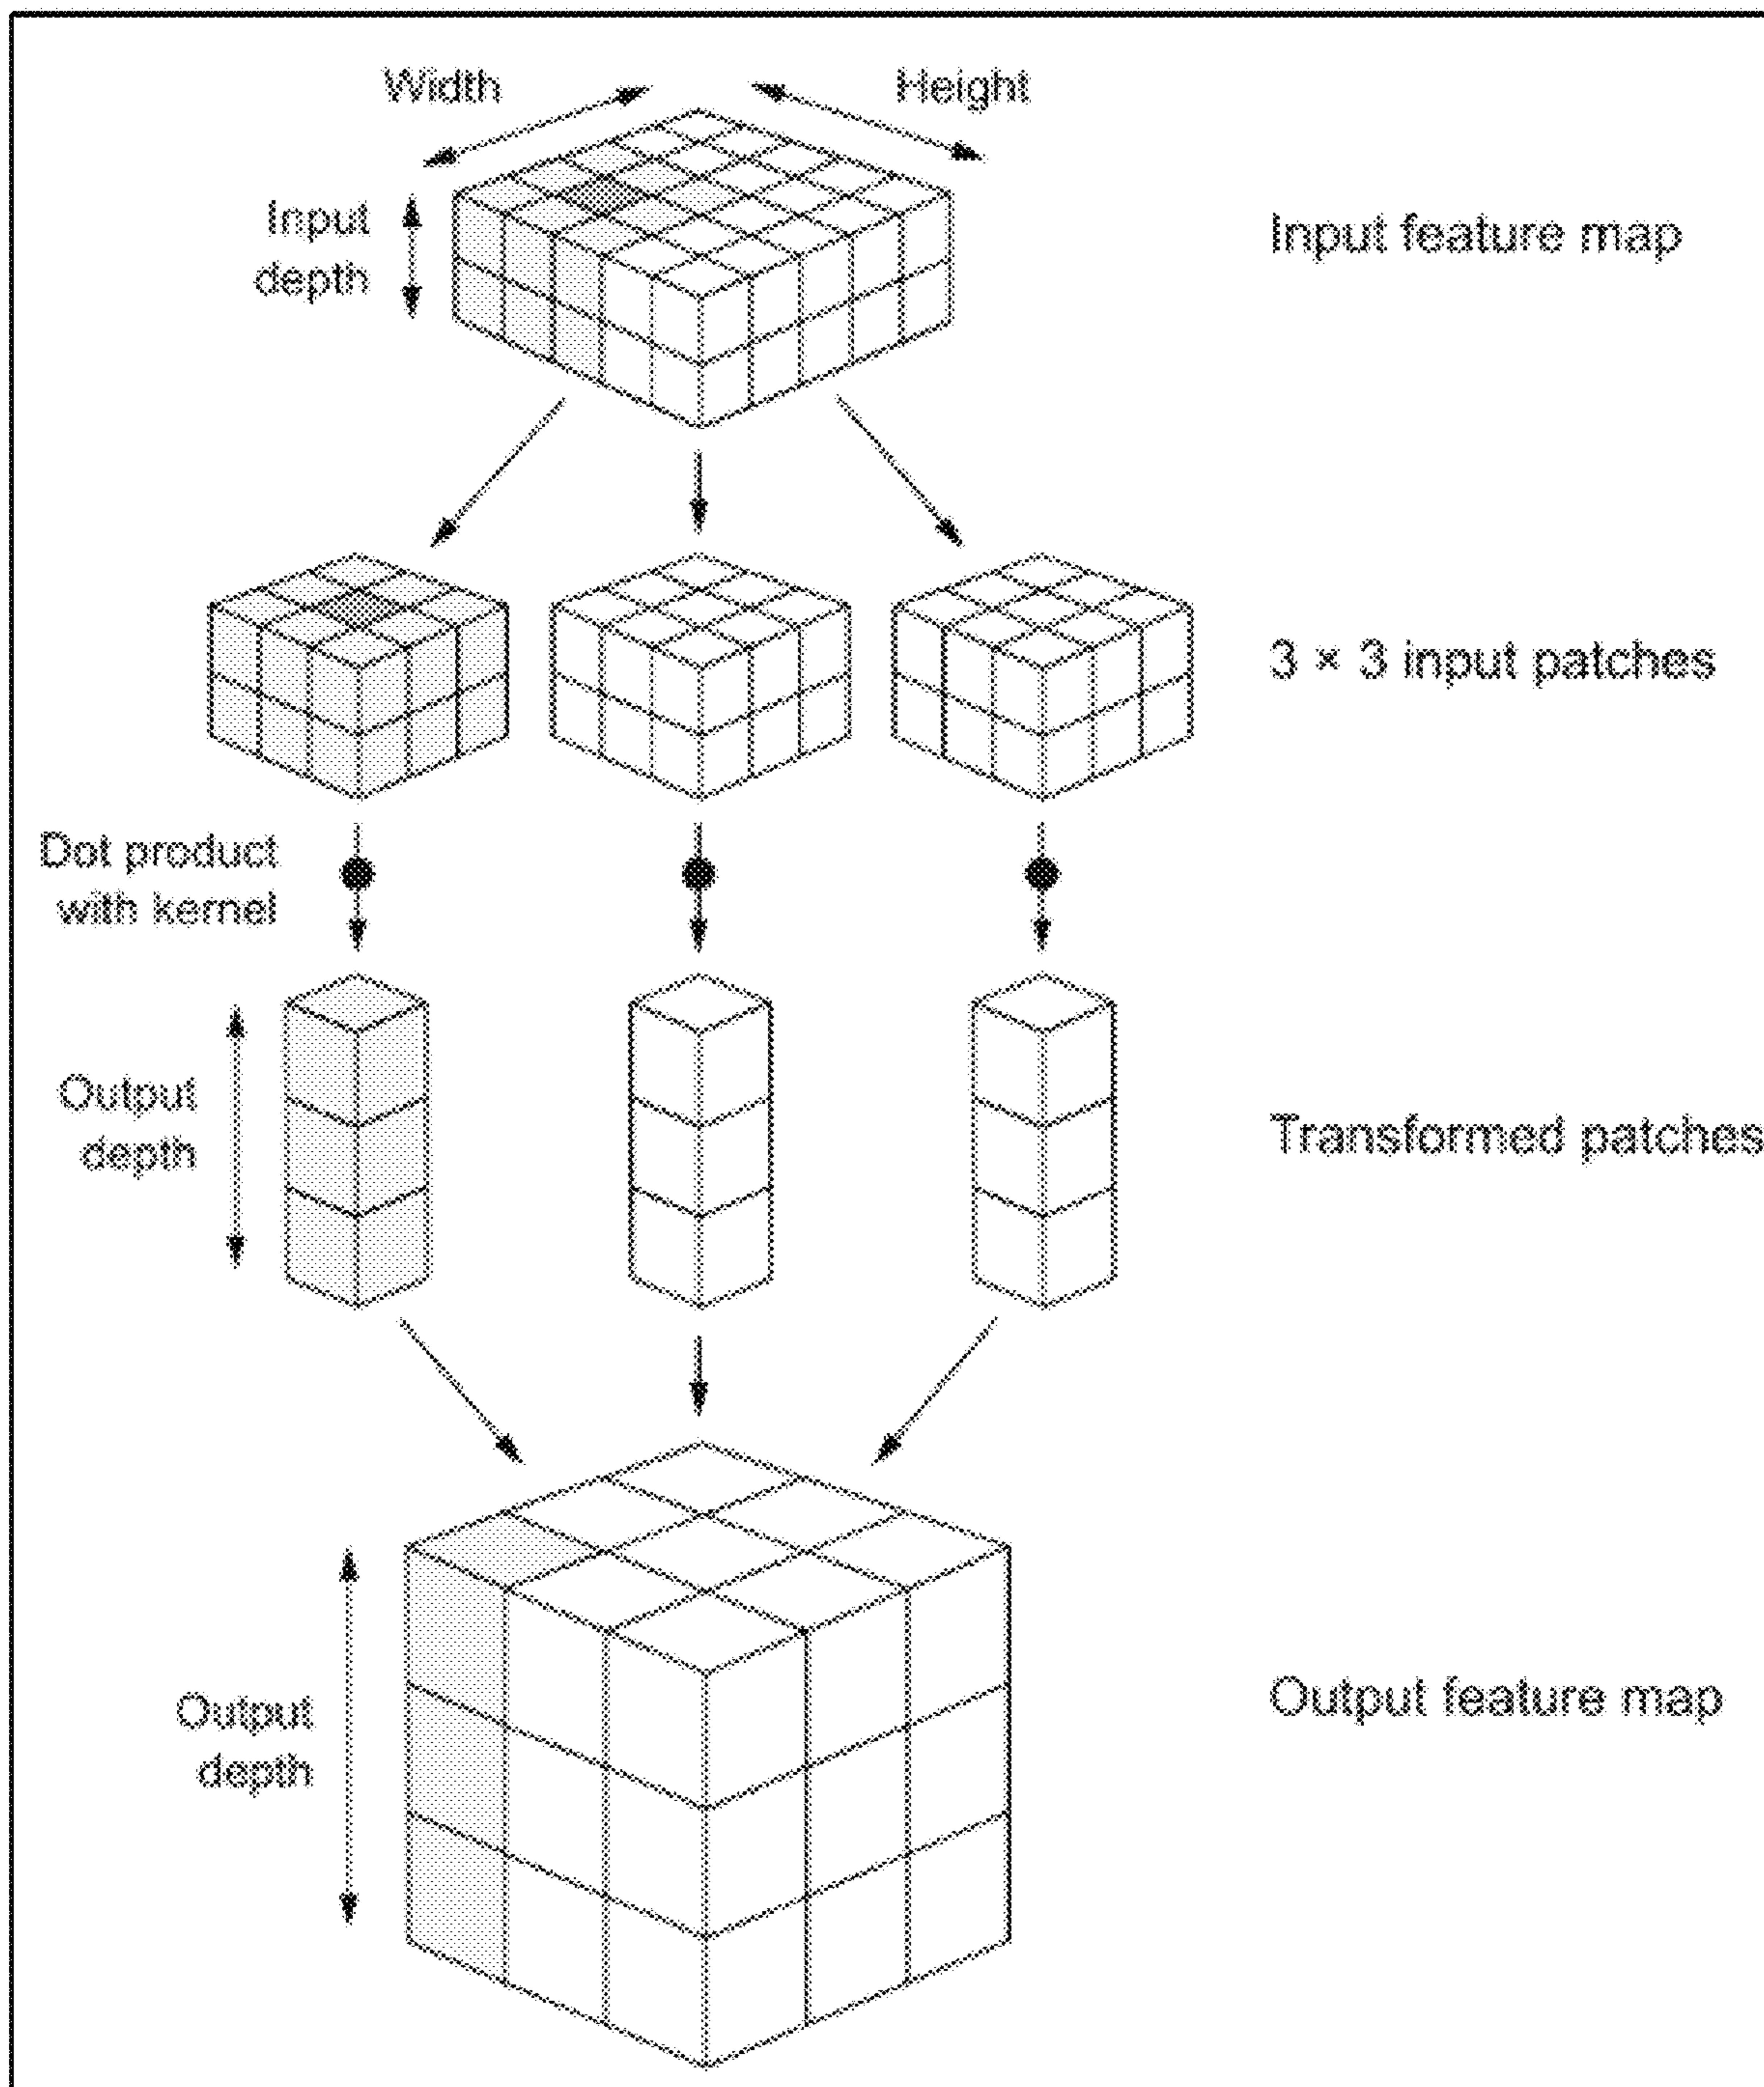 Width
Height
Input
depth
Input feature map
3 × 3 input patches
Dot product
with kernel
Output
depth
Transformed patches
Output
depth
Output feature map